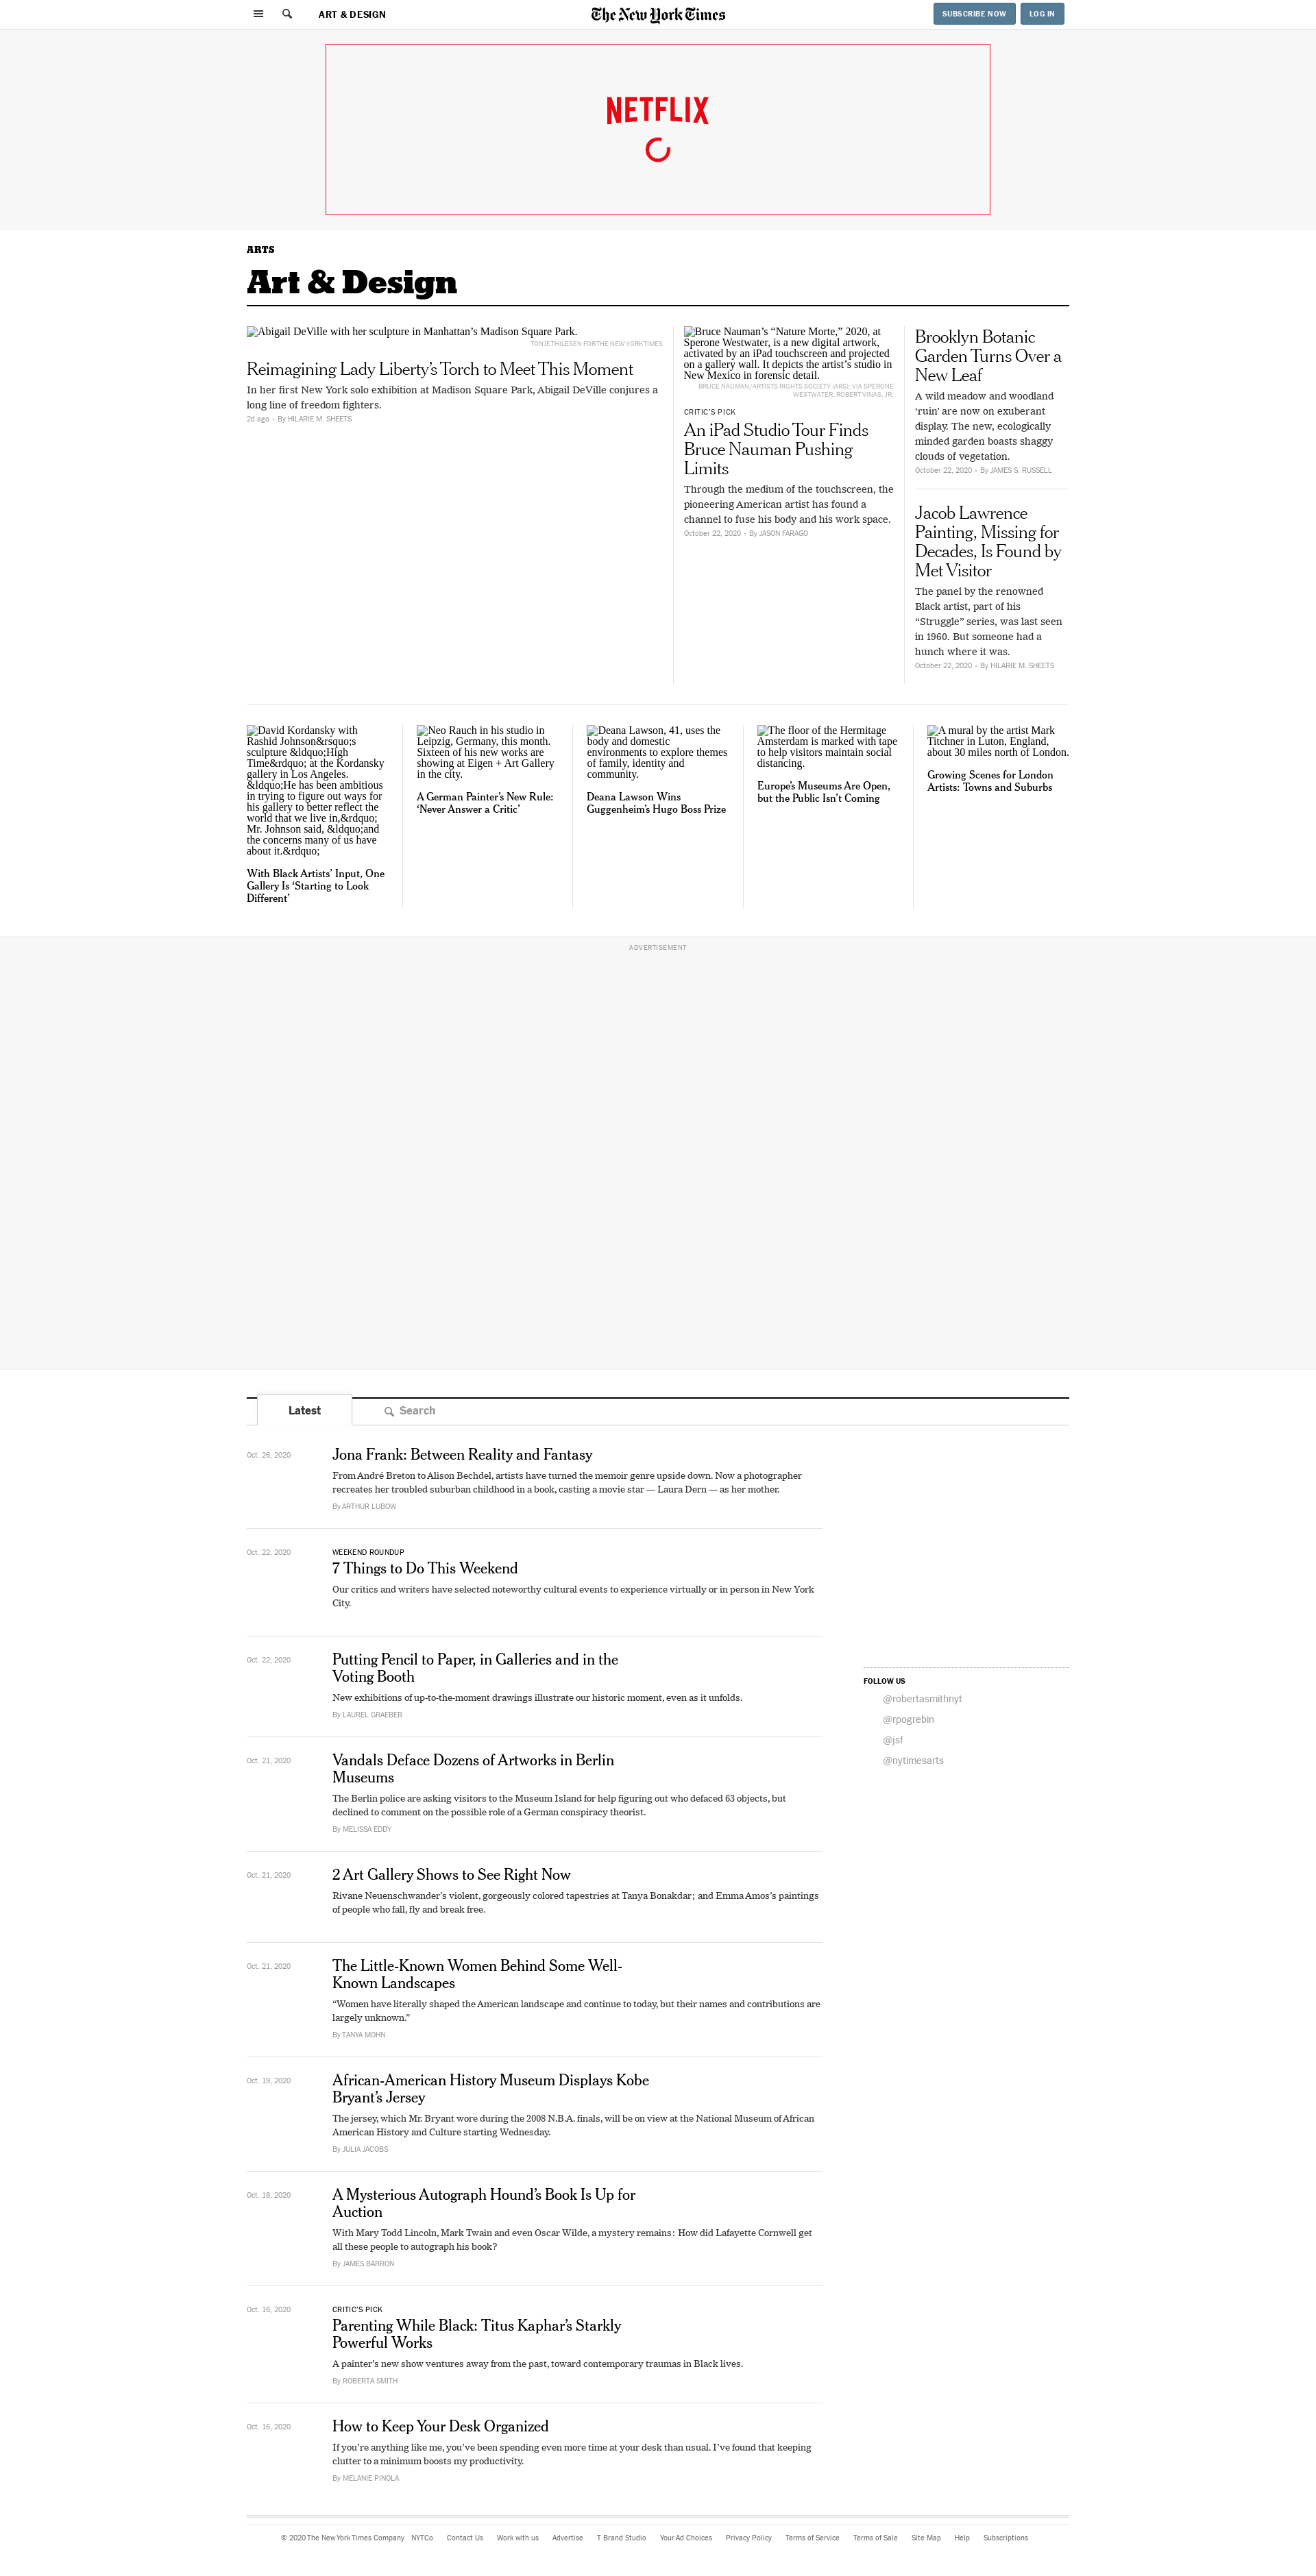 ART & DESIGN
The New York Times
SUBSCRIBE NOW
LOG IN
NETFLIX
ARTS
Art & Design
Abigail DeVille with her sculpture in Manhattan’s Madison Square Park.
TONJETHILESEN FOR THE NEW YORK TIMES
Reimagining Lady Liberty’s Torch to Meet This Moment
In her first New York solo exhibition at Madison Square Park, Abigail DeVille conjures a
long line of freedom fighters.
2d ago • By HILARIE M. SHEETS
Bruce Nauman’s “Nature Morte,” 2020, at
Sperone Westwater, is a new digital artwork,
activated by an iPad touchscreen and projected
on a gallery wall. It depicts the artist’s studio in
New Mexico in forensic detail.
BRUCE NAUMAN/ARTISTS RIGHTS SOCIETY (ARS); VIA SPERONE
WESTWATER; ROBERT VINAS, JR.
CRITIC’S PICK
An iPad Studio Tour Finds
Bruce Nauman Pushing
Limits
Through the medium of the touchscreen, the
pioneering American artist has found a
channel to fuse his body and his work space.
October 22, 2020 • By JASON FARAGO
Brooklyn Botanic
Garden Turns Over a
New Leaf
A wild meadow and woodland
‘ruin’ are now on exuberant
display. The new, ecologically
minded garden boasts shaggy
clouds of vegetation.
October 22, 2020 • By JAMES S. RUSSELL
Jacob Lawrence
Painting, Missing for
Decades, Is Found by
Met Visitor
The panel by the renowned
Black artist, part of his
“Struggle” series, was last seen
in 1960. But someone had a
hunch where it was.
October 22, 2020 • By HILARIE M. SHEETS
David Kordansky with
Rashid Johnson&rsquo;s
sculpture &ldquo;High
Time&rdquo; at the Kordansky
gallery in Los Angeles.
&ldquo;He has been ambitious
in trying to figure out ways for
his gallery to better reflect the
world that we live in,&rdquo;
Mr. Johnson said, &ldquo;and
the concerns many of us have
about it.&rdquo;
With Black Artists’ Input, One
Gallery Is ‘Starting to Look
Different’
Neo Rauch in his studio in
Leipzig, Germany, this month.
Sixteen of his new works are
showing at Eigen + Art Gallery
in the city.
A German Painter’s New Rule:
‘Never Answer a Critic’
Deana Lawson, 41, uses the
body and domestic
environments to explore themes
of family, identity and
community.
Deana Lawson Wins
Guggenheim’s Hugo Boss Prize
The floor of the Hermitage
Amsterdam is marked with tape
to help visitors maintain social
distancing.
Europe’s Museums Are Open,
but the Public Isn’t Coming
A mural by the artist Mark
Titchner in Luton, England,
about 30 miles north of London.
Growing Scenes for London
Artists: Towns and Suburbs
ADVERTISEMENT
Latest
Search
Oct. 26, 2020
Jona Frank: Between Reality and Fantasy
From André Breton to Alison Bechdel, artists have turned the memoir genre upside down. Now a photographer
recreates her troubled suburban childhood in a book, casting a movie star — Laura Dern — as her mother.
By ARTHUR LUBOW
Oct. 22, 2020
WEEKEND ROUNDUP
7 Things to Do This Weekend
Our critics and writers have selected noteworthy cultural events to experience virtually or in person in New York
City.
Oct. 22, 2020
Putting Pencil to Paper, in Galleries and in the
Voting Booth
New exhibitions of up-to-the-moment drawings illustrate our historic moment, even as it unfolds.
By LAUREL GRAEBER
Oct. 21, 2020
Vandals Deface Dozens of Artworks in Berlin
Museums
The Berlin police are asking visitors to the Museum Island for help figuring out who defaced 63 objects, but
declined to comment on the possible role of a German conspiracy theorist.
By MELISSA EDDY
Oct. 21, 2020
2 Art Gallery Shows to See Right Now
Rivane Neuenschwander’s violent, gorgeously colored tapestries at Tanya Bonakdar; and Emma Amos’s paintings
of people who fall, fly and break free.
Oct. 21, 2020
The Little-Known Women Behind Some Well-
Known Landscapes
“Women have literally shaped the American landscape and continue to today, but their names and contributions are
largely unknown.”
By TANYA MOHN
Oct. 19, 2020
African-American History Museum Displays Kobe
Bryant’s Jersey
The jersey, which Mr. Bryant wore during the 2008 N.B.A. finals, will be on view at the National Museum of African
American History and Culture starting Wednesday.
By JULIA JACOBS
Oct. 18, 2020
A Mysterious Autograph Hound’s Book Is Up for
Auction
With Mary Todd Lincoln, Mark Twain and even Oscar Wilde, a mystery remains: How did Lafayette Cornwell get
all these people to autograph his book?
By JAMES BARRON
Oct. 16, 2020
CRITIC’S PICK
Parenting While Black: Titus Kaphar’s Starkly
Powerful Works
A painter’s new show ventures away from the past, toward contemporary traumas in Black lives.
By ROBERTA SMITH
Oct. 16, 2020
How to Keep Your Desk Organized
If you’re anything like me, you’ve been spending even more time at your desk than usual. I’ve found that keeping
clutter to a minimum boosts my productivity.
By MELANIE PINOLA
FOLLOW US
@robertasmithnyt
@rpogrebin
@jsf
@nytimesarts
© 2020 The New York Times Company NYTCo Contact Us Work with us Advertise T Brand Studio Your Ad Choices Privacy Policy Terms of Service Terms of Sale Site Map Help Subscriptions